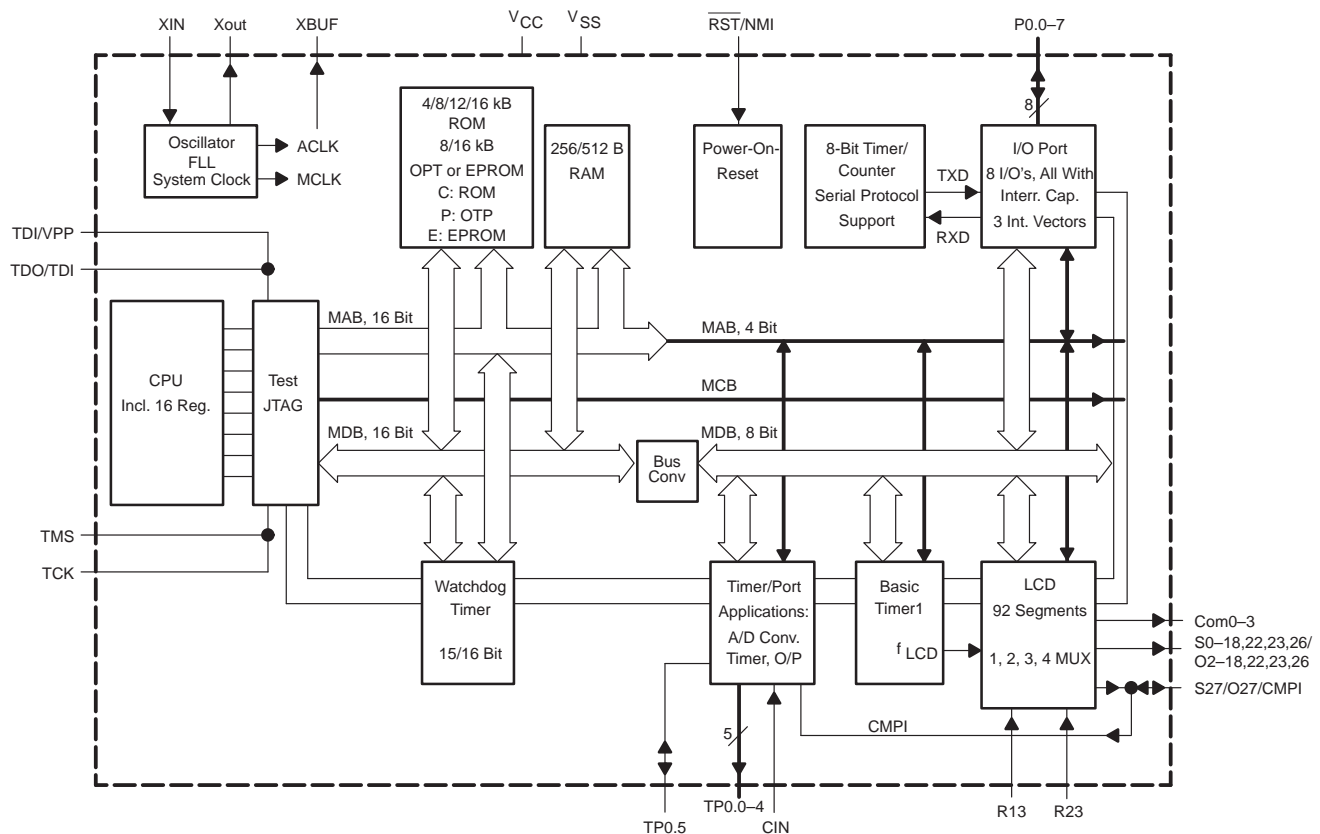 XIN
Xout
XBUF
VCC
VSS
RST/NMI
P0.0–7
8
Oscillator
FLL
System Clock
ACLK
MCLK
4/8/12/16 kB
ROM
8/16 kB
OPT or EPROM
C: ROM
P: OTP
E: EPROM
256/512 B
RAM
Power-On-
Reset
8-Bit Timer/
Counter
Serial Protocol
Support
TXD
RXD
I/O Port
8 I/O's, All With
Interr. Cap.
3 Int. Vectors
TDI/VPP
TDO/TDI
CPU
Incl. 16 Reg.
Test
JTAG
MAB, 16 Bit
MAB, 4 Bit
MCB
MDB, 16 Bit
MDB, 8 Bit
Bus
Conv
TMS
TCK
Watchdog
Timer
15/16 Bit
Timer/Port
Applications:
A/D Conv.
Timer, O/P
Basic
Timer1
fLCD
LCD
92 Segments
1, 2, 3, 4 MUX
Com0–3
S0–18,22,23,26/
O2–18,22,23,26
S27/O27/CMPI
CMPI
5
TP0.5
TP0.0–4
CIN
R13
R23